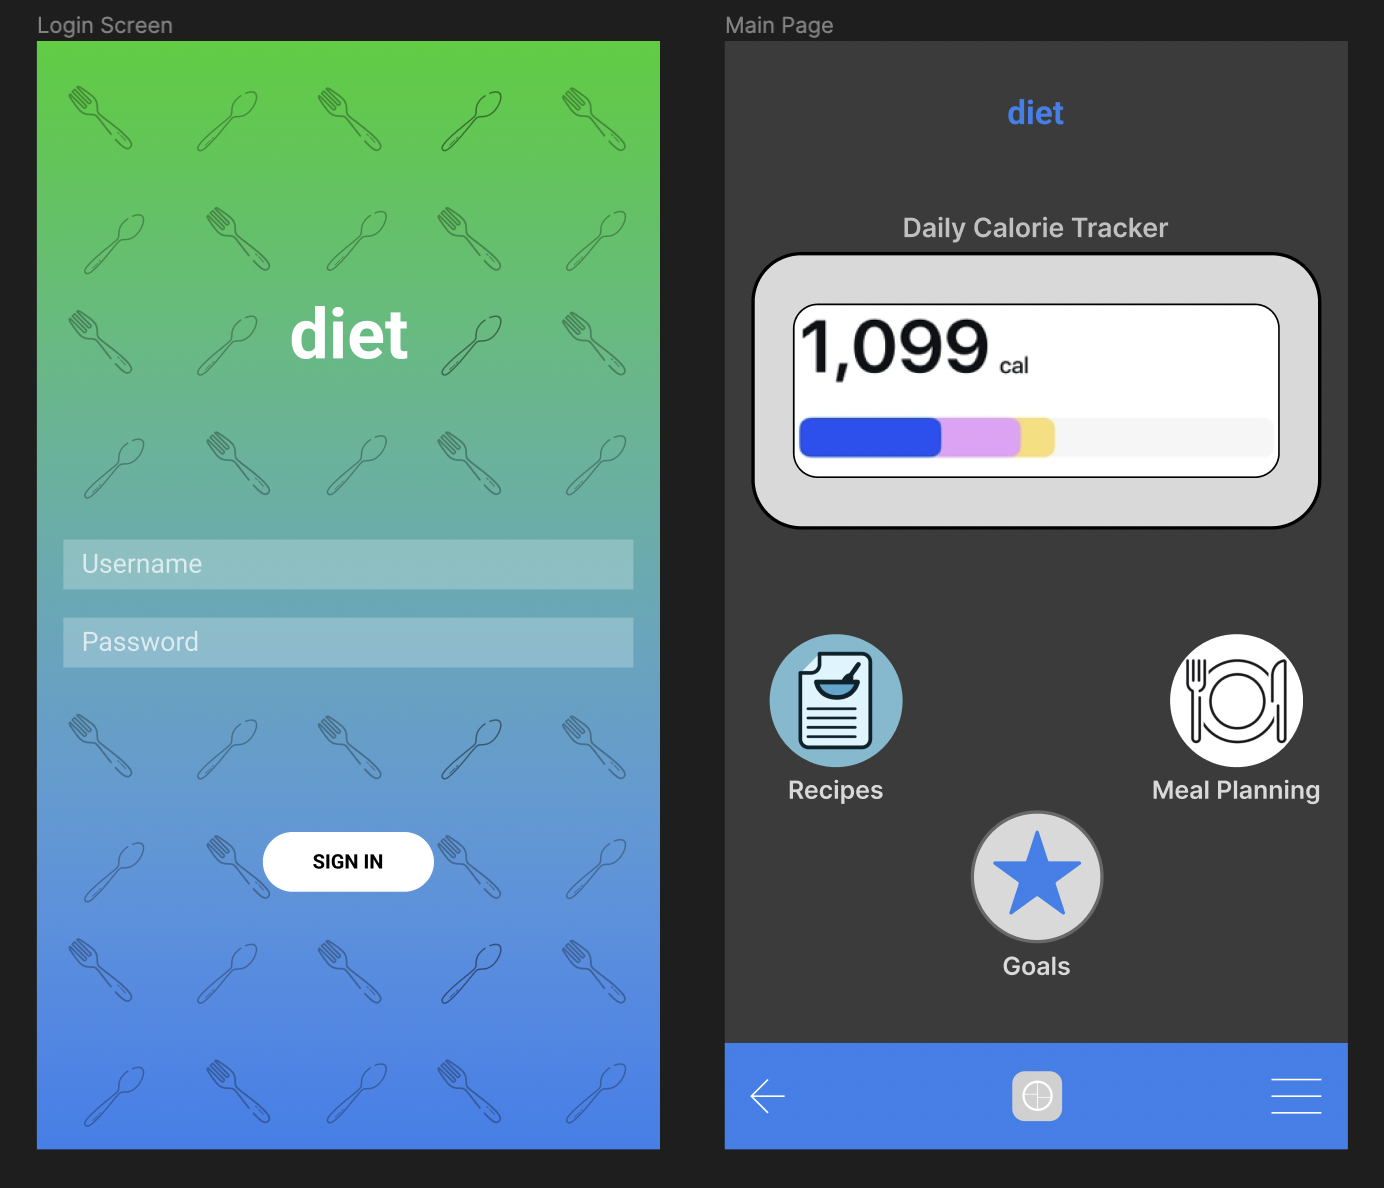 Login Screen
diet
Username
Password
SIGN IN
Main Page
diet
Daily Calorie Tracker
1,099 cal
Recipes
Meal Planning
Goals